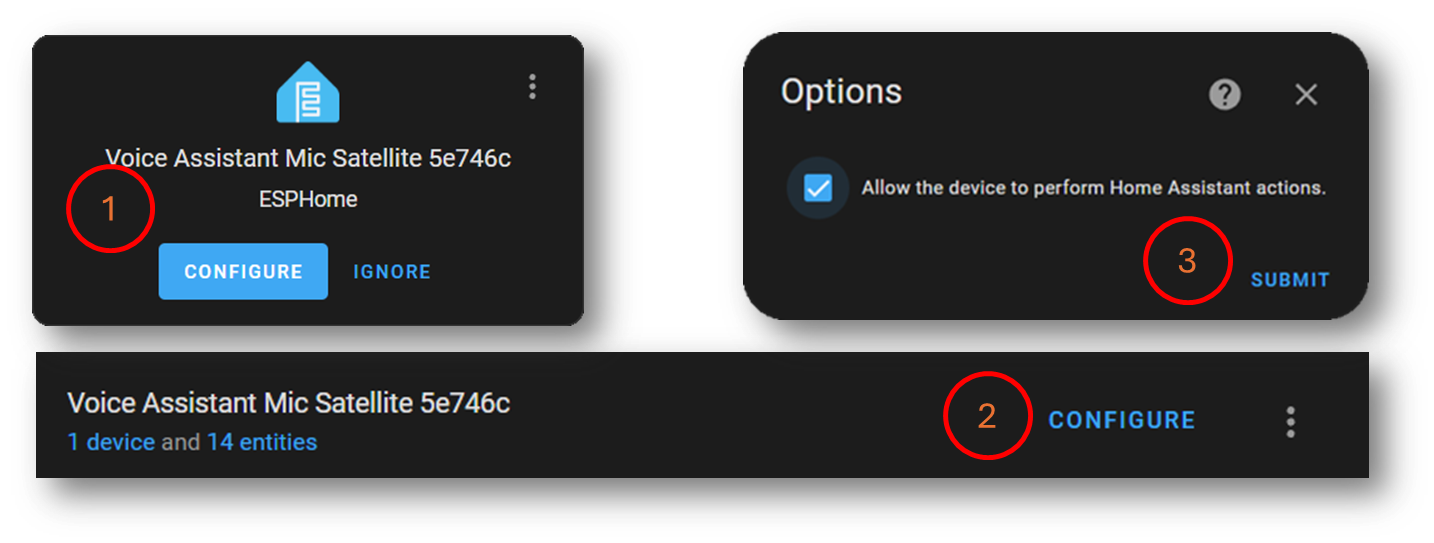 Voice Assistant Mic Satellite 5e746c
ESPHome
1
CONFIGURE IGNORE
Options
Allow the device to perform Home Assistant actions.
3
SUBMIT
Voice Assistant Mic Satellite 5e746c
1 device and 14 entities
2
CONFIGURE